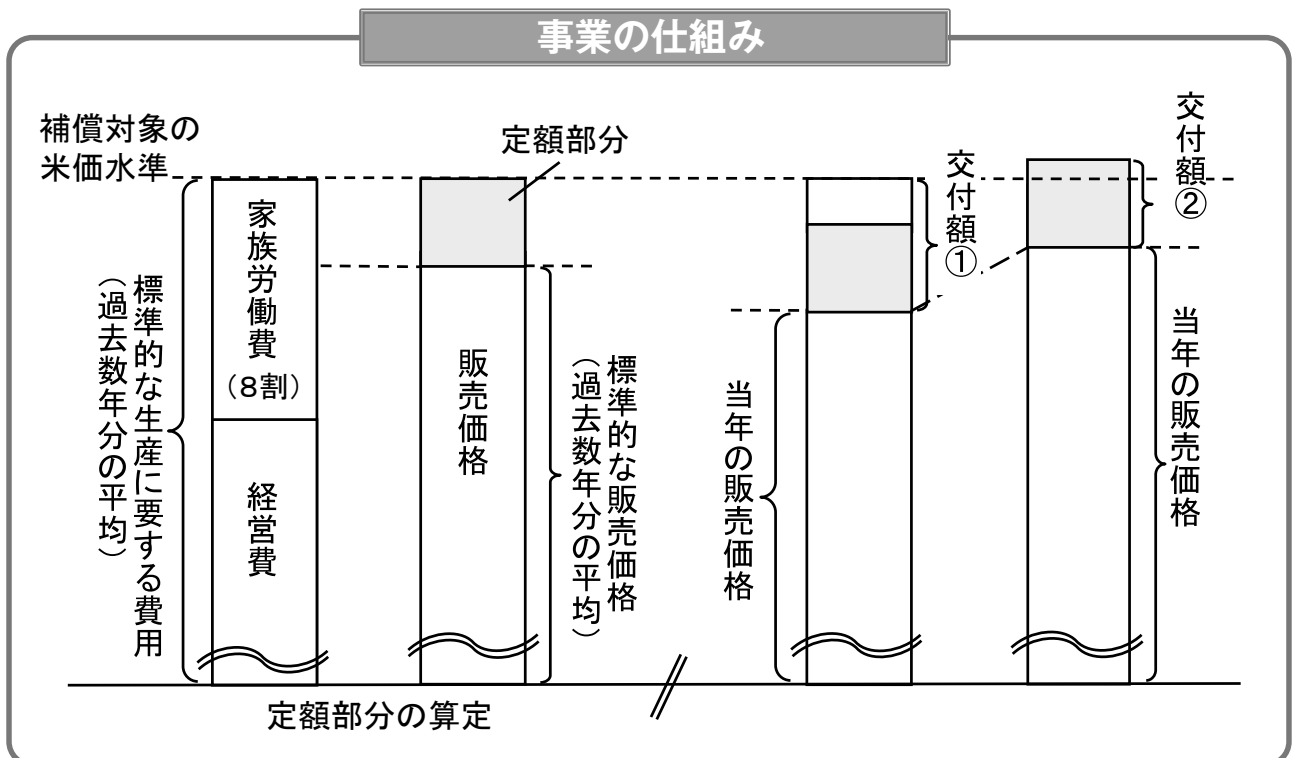 事業の仕組み
補償対象の
米価水準
定額部分
交付額①
交付額②
家族労働費
（8割）
経営費
標準的な生産に要する費用
（過去数年分の平均）
販売価格
標準的な販売価格
（過去数年分の平均）
当年の販売価格
当年の販売価格
定額部分の算定